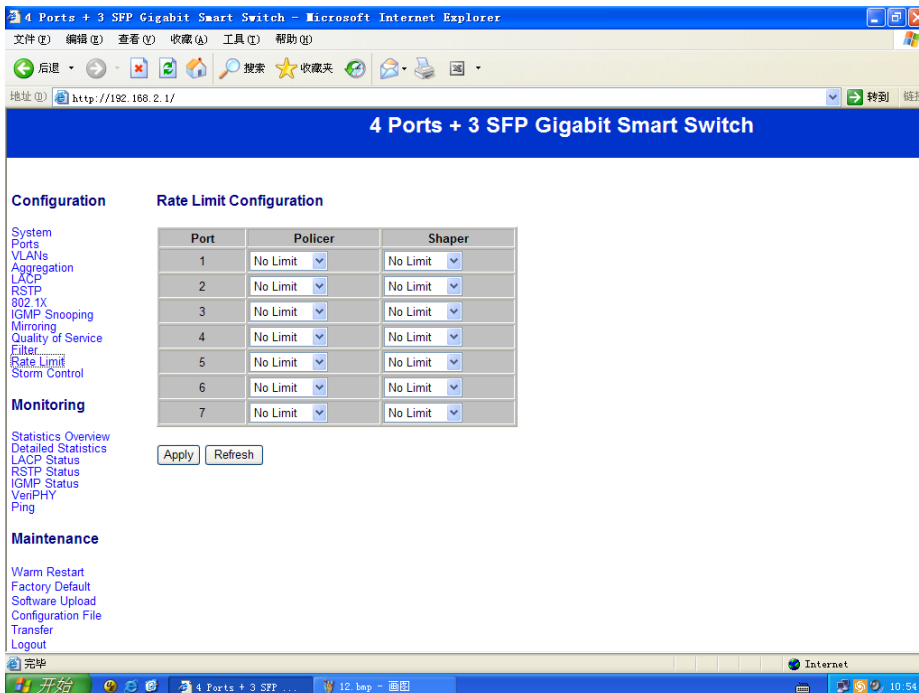 4 Ports + 3 SFP Gigabit Smart Switch - Microsoft Internet Explorer
文件(F) 编辑(E) 查看(V) 收藏(A) 工具(T) 帮助(H)
后退 搜索 收藏夹
地址(D) http://192.168.2.1/ 转到 链接
4 Ports + 3 SFP Gigabit Smart Switch
Configuration
System
Ports
VLANs
Aggregation
LACP
RSTP
802.1X
IGMP Snooping
Mirroring
Quality of Service
Filter
Rate Limit
Storm Control
Monitoring
Statistics Overview
Detailed Statistics
LACP Status
RSTP Status
IGMP Status
VeriPHY
Ping
Maintenance
Warm Restart
Factory Default
Software Upload
Configuration File
Transfer
Logout
Rate Limit Configuration
Port Policer Shaper
1 No Limit No Limit
2 No Limit No Limit
3 No Limit No Limit
4 No Limit No Limit
5 No Limit No Limit
6 No Limit No Limit
7 No Limit No Limit
Apply Refresh
完毕 Internet
开始 4 Ports + 3 SFP ... 12.bmp - 画图 10:54